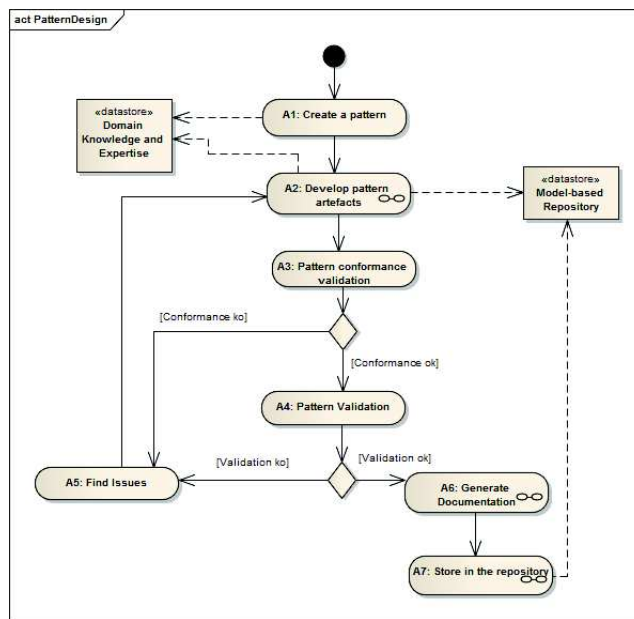 act PatternDesign
«datastore»
Domain
Knowledge and
Expertise
A1: Create a pattern
A2: Develop pattern
artefacts
«datastore»
Model-based
Repository
A3: Pattern conformance
validation
[Conformance ko]
[Conformance ok]
A4: Pattern Validation
[Validation ko]
[Validation ok]
A5: Find Issues
A6: Generate
Documentation
A7: Store in the repository